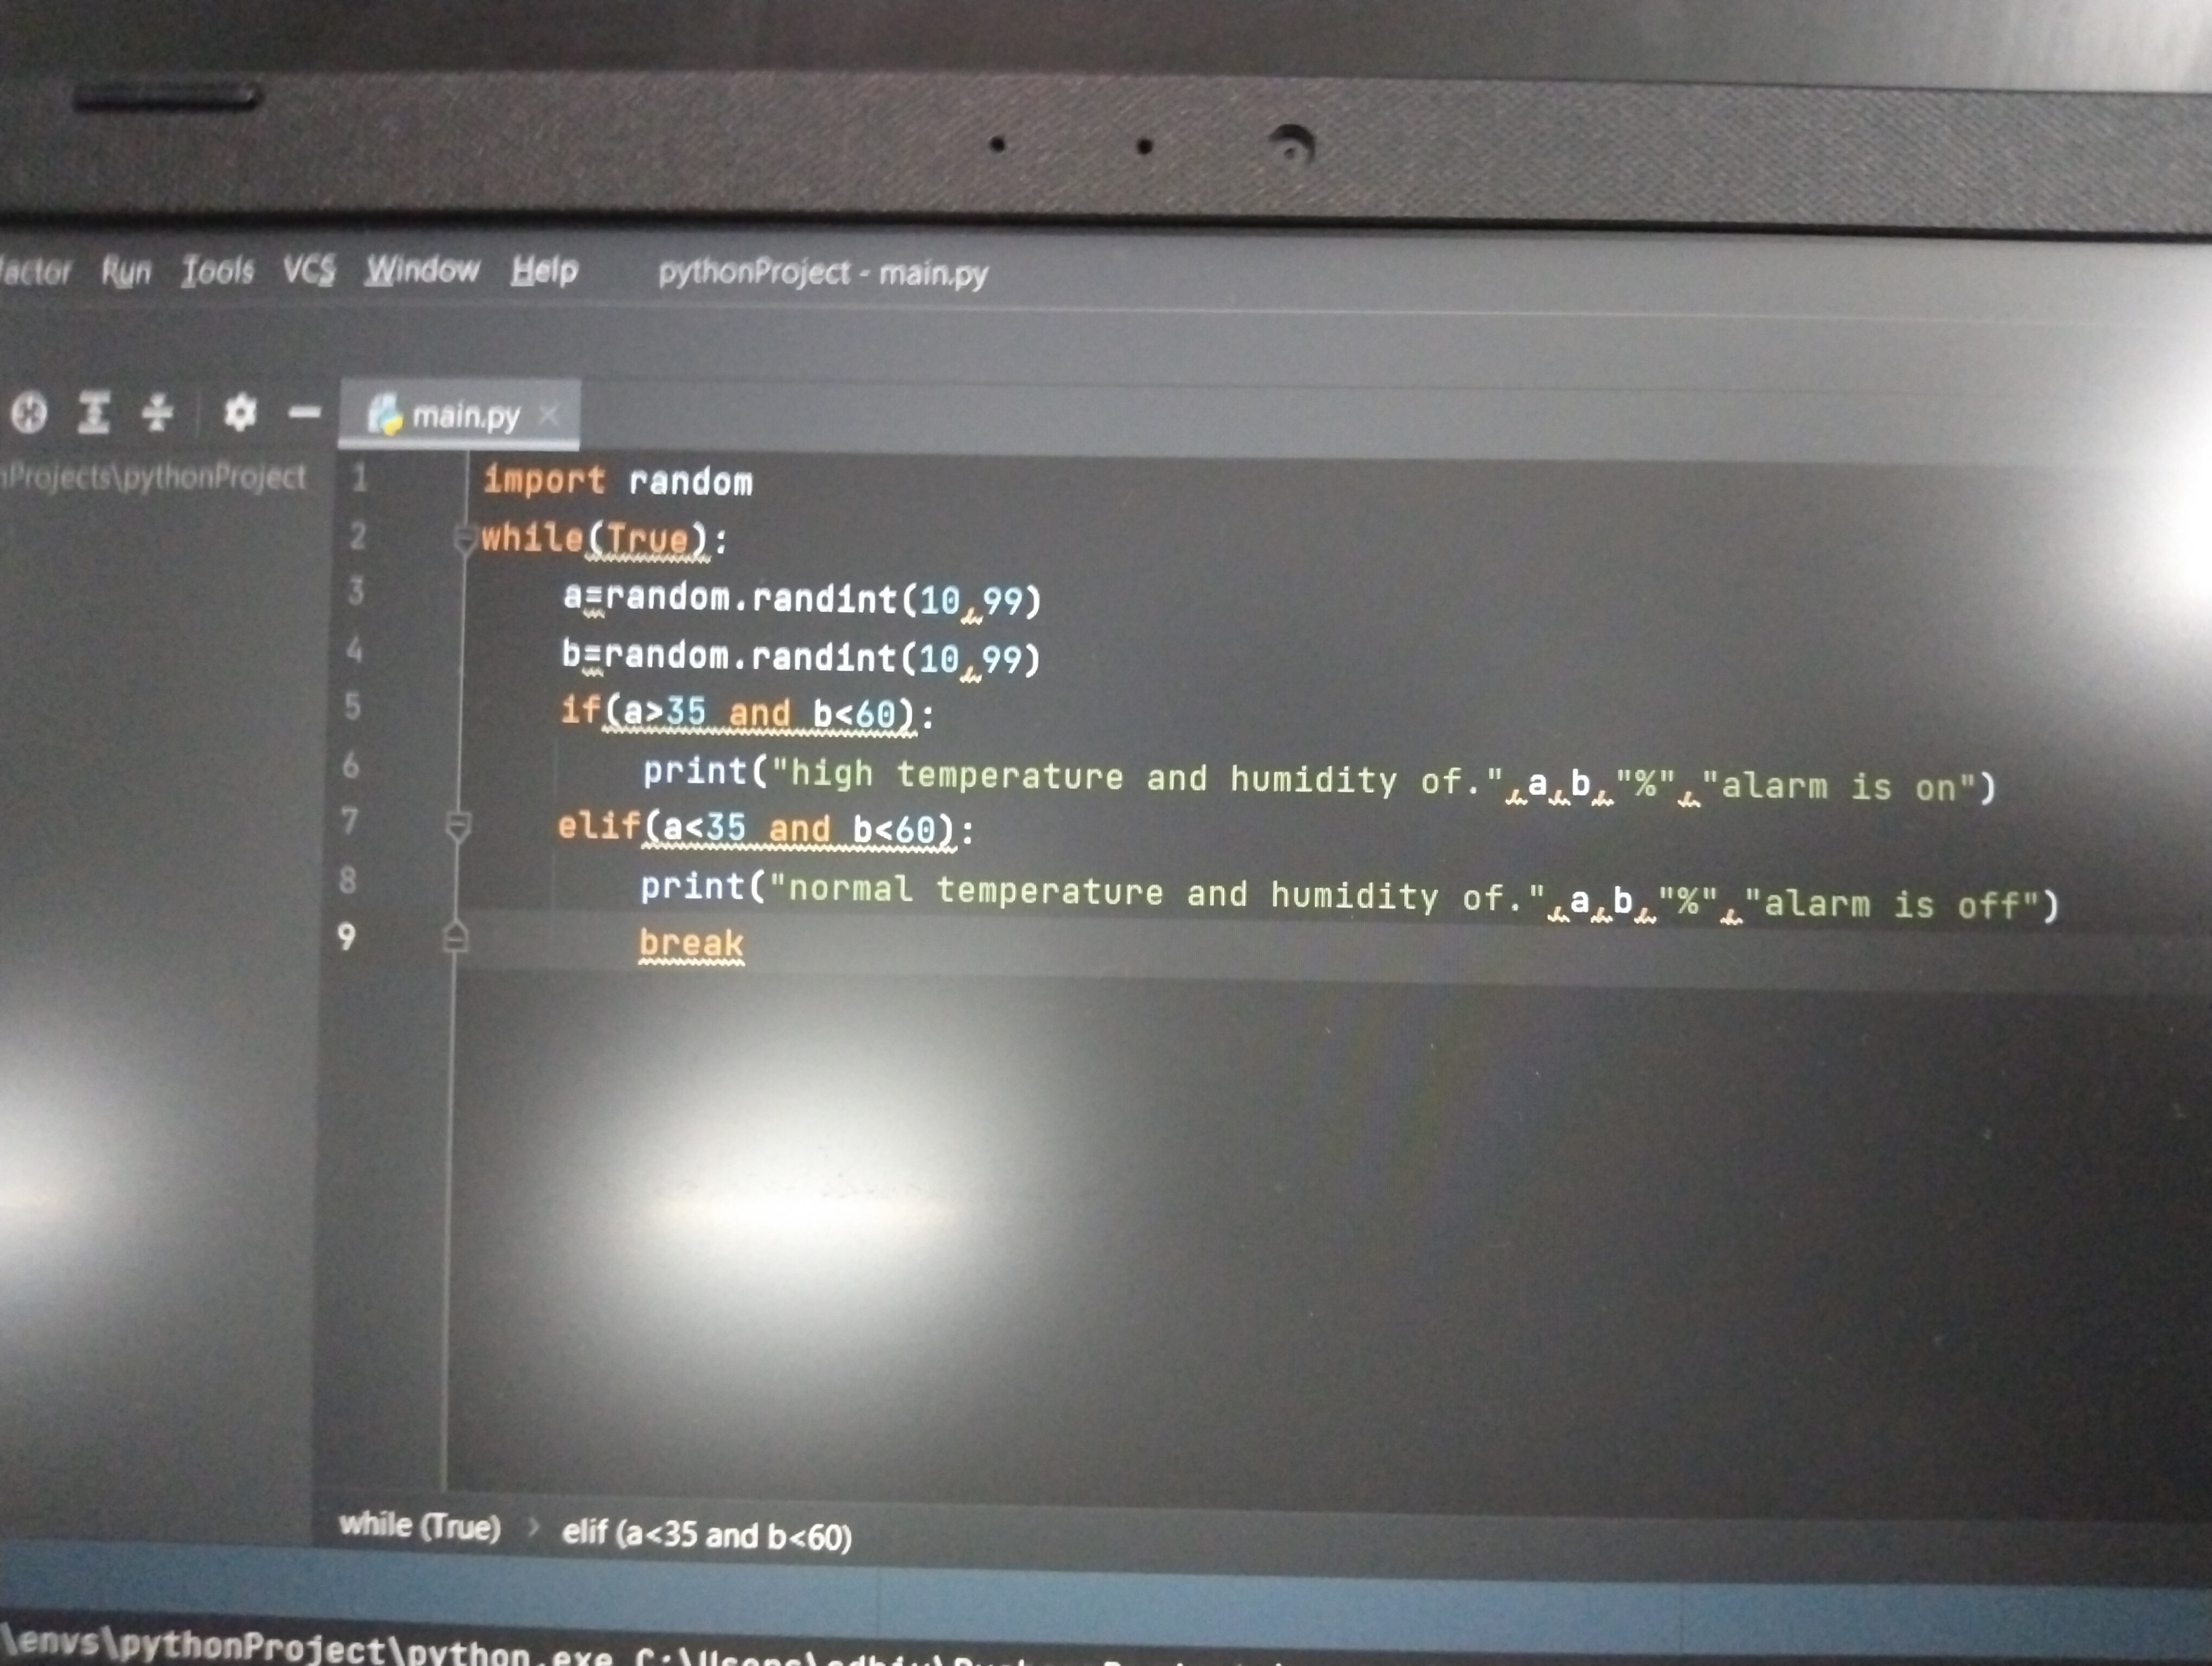 Run Tools VCS Window Help pythonProject - main.py
main.py
\pythonProject
1 import random
2 while(True):
3 a=random.randint(10,99)
4 b=random.randint(10,99)
5 if(a>35 and b<60):
6 print("high temperature and humidity of.",a,b,"%","alarm is on")
7 elif(a<35 and b<60):
8 print("normal temperature and humidity of.",a,b,"%","alarm is off")
9 break
while (True) > elif (a<35 and b<60)
\envs\pythonProject\python.exe C:\Users\